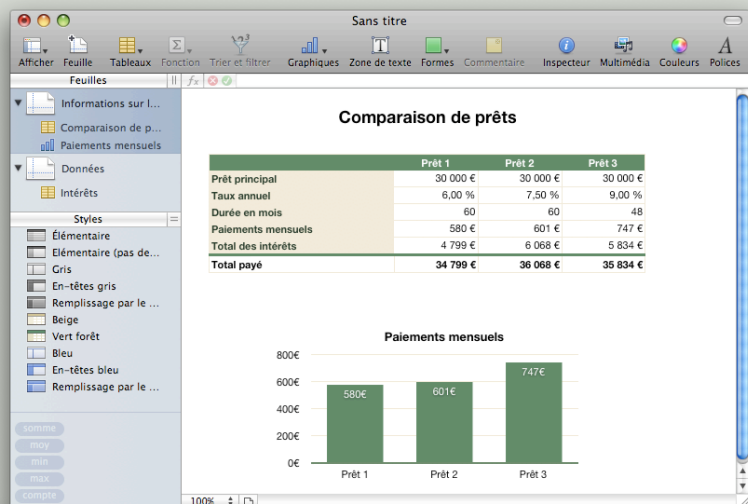 Sans titre
Afficher Feuille Tableaux Fonction Trier et filtrer Graphiques Zone de texte Formes Commentaire Inspecteur Multimédia Couleurs Polices
Feuilles
fx
Informations sur l...
Comparaison de p...
Paiements mensuels
Données
Intérêts
Styles
Élémentaire
Elémentaire (pas de...
Gris
En-têtes gris
Remplissage par le ...
Beige
Vert forêt
Bleu
En-têtes bleu
Remplissage par le ...
somme
moy
min
max
compte
Comparaison de prêts
Prêt 1 Prêt 2 Prêt 3
Prêt principal 30 000 € 30 000 € 30 000 €
Taux annuel 6,00 % 7,50 % 9,00 %
Durée en mois 60 60 48
Paiements mensuels 580 € 601 € 747 €
Total des intérêts 4 799 € 6 068 € 5 834 €
Total payé 34 799 € 36 068 € 35 834 €
Paiements mensuels
800€
600€
400€
200€
0€
580€ 601€ 747€
Prêt 1 Prêt 2 Prêt 3
100%